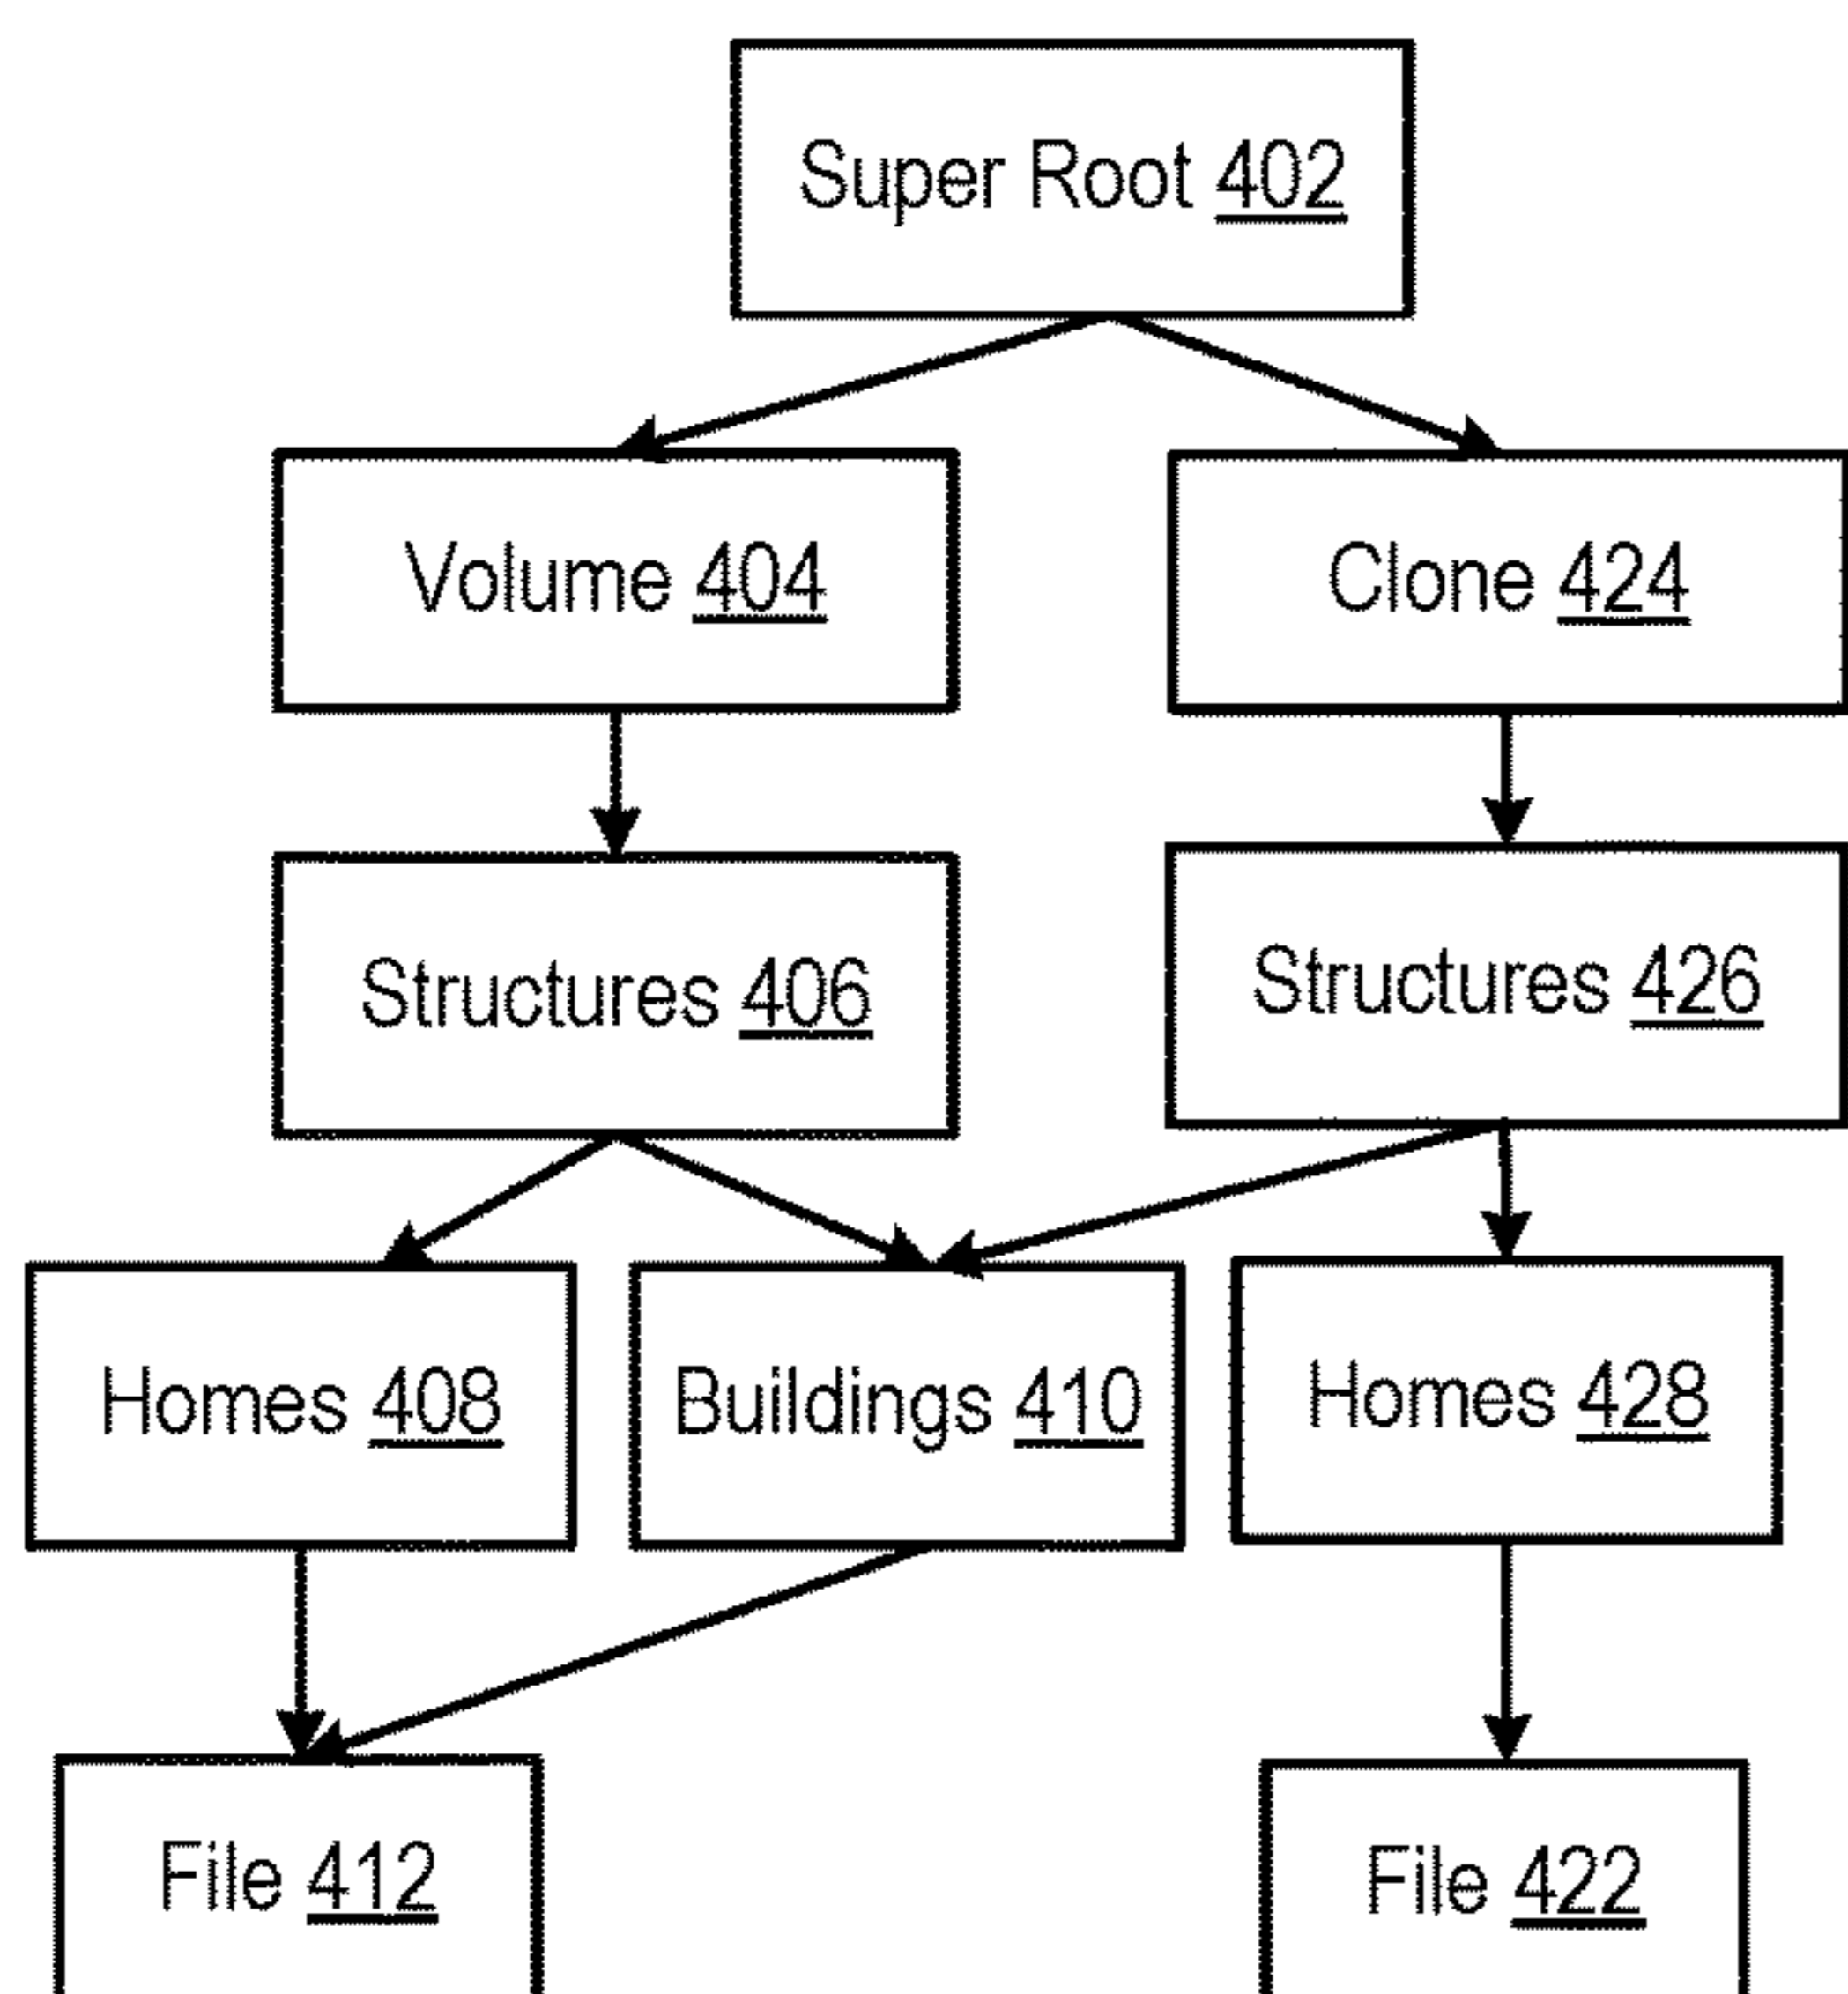 Super Root 402
Volume 404
Clone 424
Structures 406
Structures 426
Homes 408
Buildings 410
Homes 428
File 412
File 422